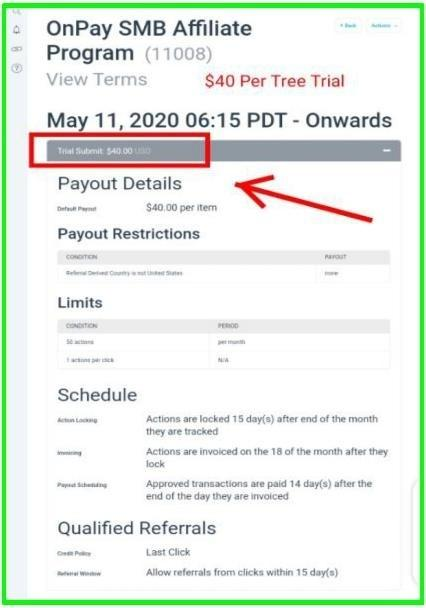 OnPay SMB Affiliate
Program (11008)
Back
Actions
View Terms
$40 Per Tree Trial
May 11, 2020 06:15 PDT - Onwards
Trial Submit: $40.00 USD
Payout Details
Default Payout
$40.00 per item
Payout Restrictions
CONDITION PAYOUT
Referral Derived Country is not United States none
Limits
CONDITION PERIOD
50 actions per month
1 actions per click N/A
Schedule
Action Locking
Actions are locked 15 day(s) after end of the month
they are tracked
Invoicing
Actions are invoiced on the 18 of the month after they
lock
Payout Scheduling
Approved transactions are paid 14 day(s) after the
end of the day they are invoiced
Qualified Referrals
Credit Policy
Last Click
Referral Window
Allow referrals from clicks within 15 day(s)